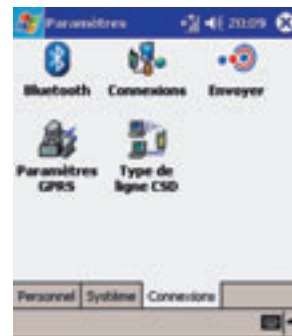 Paramètres 20:09
Bluetooth Connexions Envoyer
Paramètres GPRS
Type de ligne CSD
Personnel Système Connexions